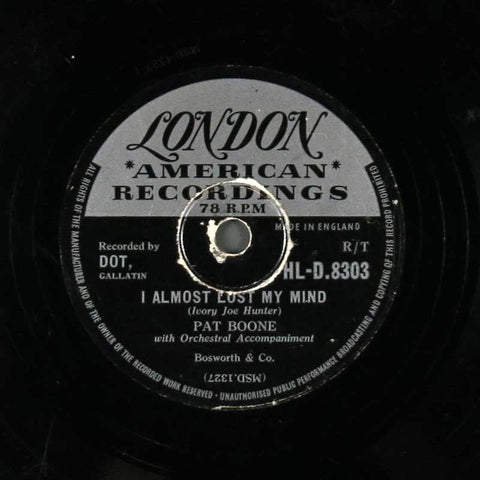 LONDON
*AMERICAN*
RECORDINGS
78 R.P.M
MADE IN ENGLAND
Recorded by
DOT,
GALLATIN
R/T
HL-D.8303
I ALMOST LOST MY MIND
(Ivory Joe Hunter)
PAT BOONE
with Orchestral Accompaniment
Bosworth & Co.
(MSD.1327)
ALL RIGHTS OF THE MANUFACTURER AND OF THE OWNER OF THE RECORDED WORK RESERVED - UNAUTHORISED PUBLIC PERFORMANCE BROADCASTING AND COPYING OF THIS RECORD PROHIBITED